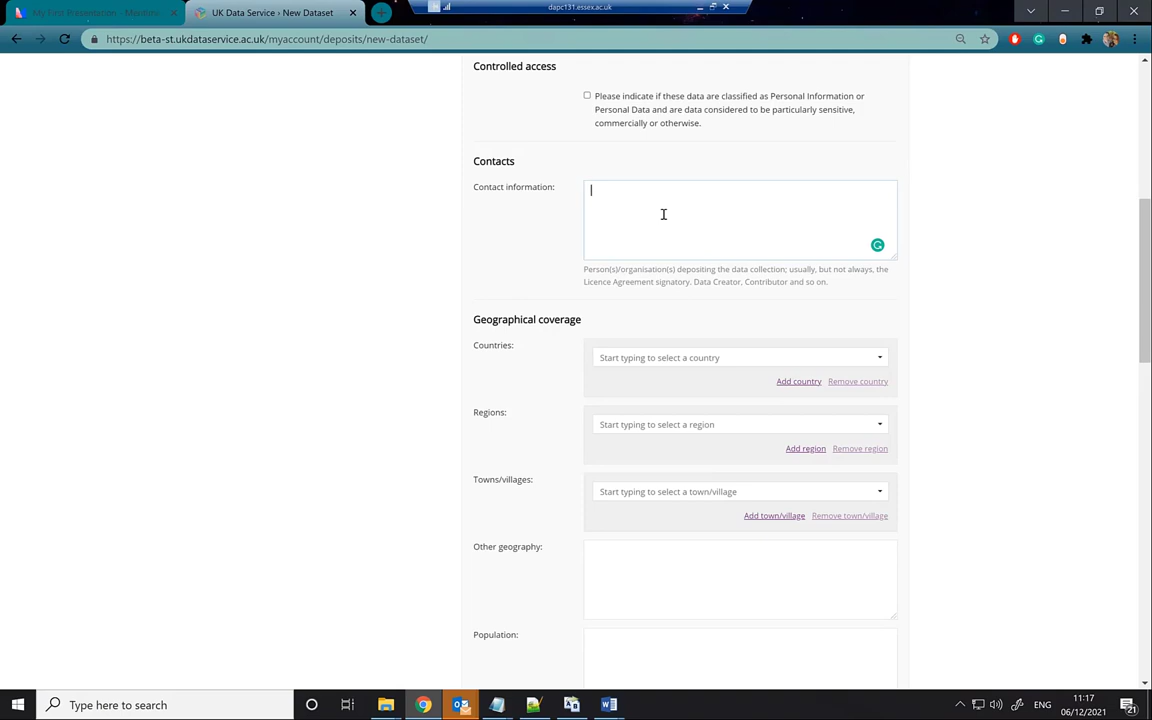 My First Presentation - Mentime
UK Data Service › New Dataset
dapc131.essex.ac.uk
https://beta-st.ukdataservice.ac.uk/myaccount/deposits/new-dataset/
Controlled access
Please indicate if these data are classified as Personal Information or
Personal Data and are data considered to be particularly sensitive,
commercially or otherwise.
Contacts
Contact information:
Person(s)/organisation(s) depositing the data collection; usually, but not always, the
Licence Agreement signatory. Data Creator, Contributor and so on.
Geographical coverage
Countries:
Start typing to select a country
Add country Remove country
Regions:
Start typing to select a region
Add region Remove region
Towns/villages:
Start typing to select a town/village
Add town/village Remove town/village
Other geography:
Population:
Type here to search
ENG
11:17
06/12/2021
21